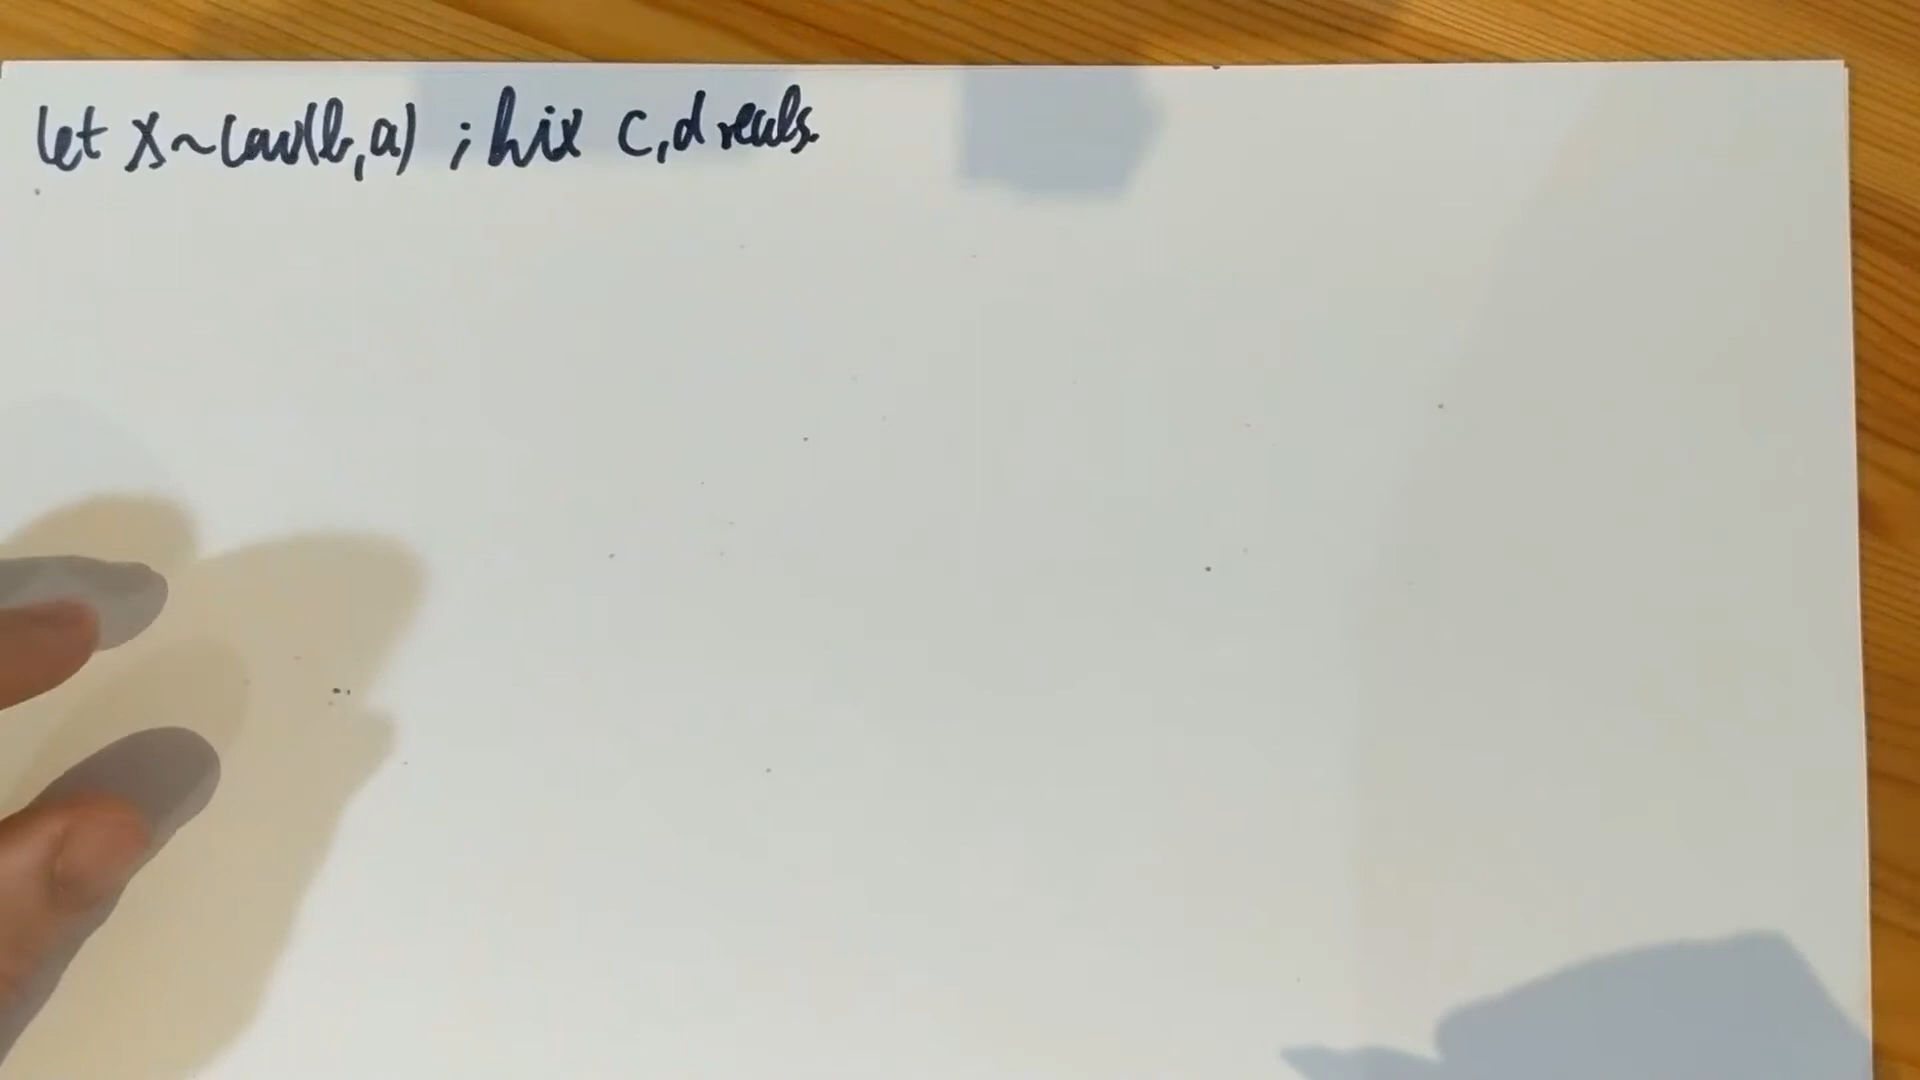 let X~Cau(b,a) ; fix c,d reals.